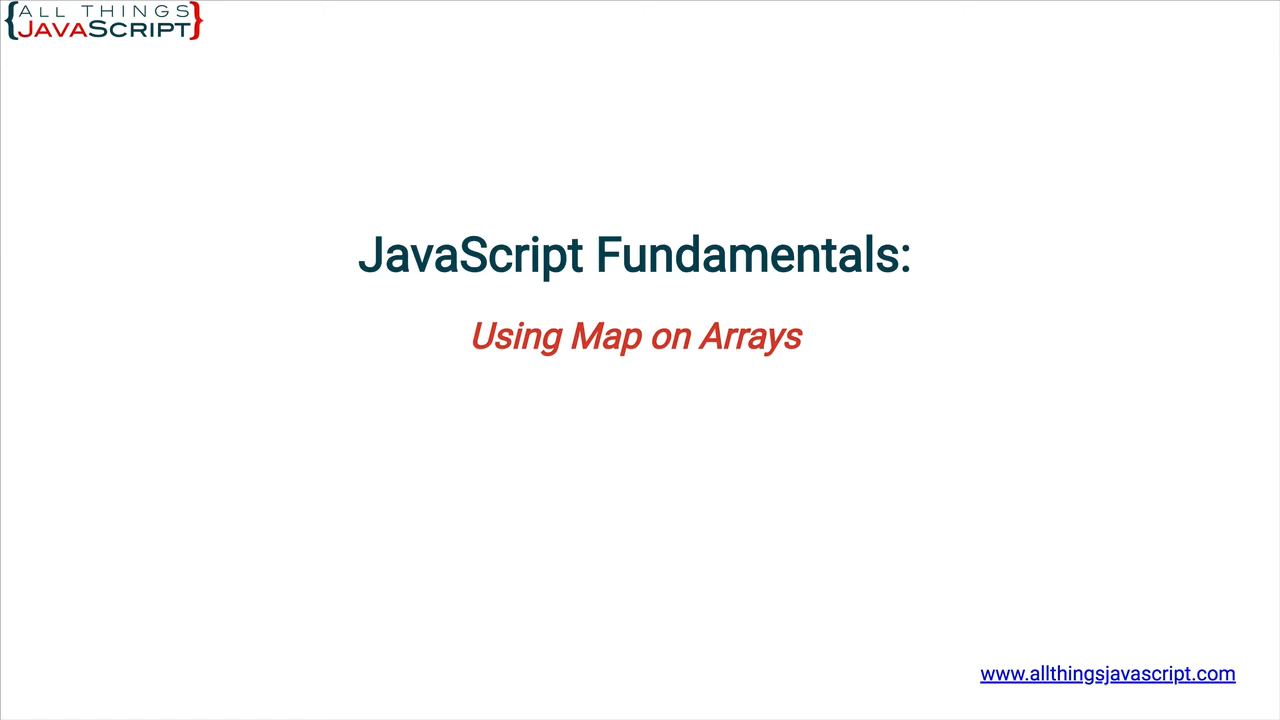 {ALL THINGS
JAVASCRIPT}
JavaScript Fundamentals:
Using Map on Arrays
www.allthingsjavascript.com